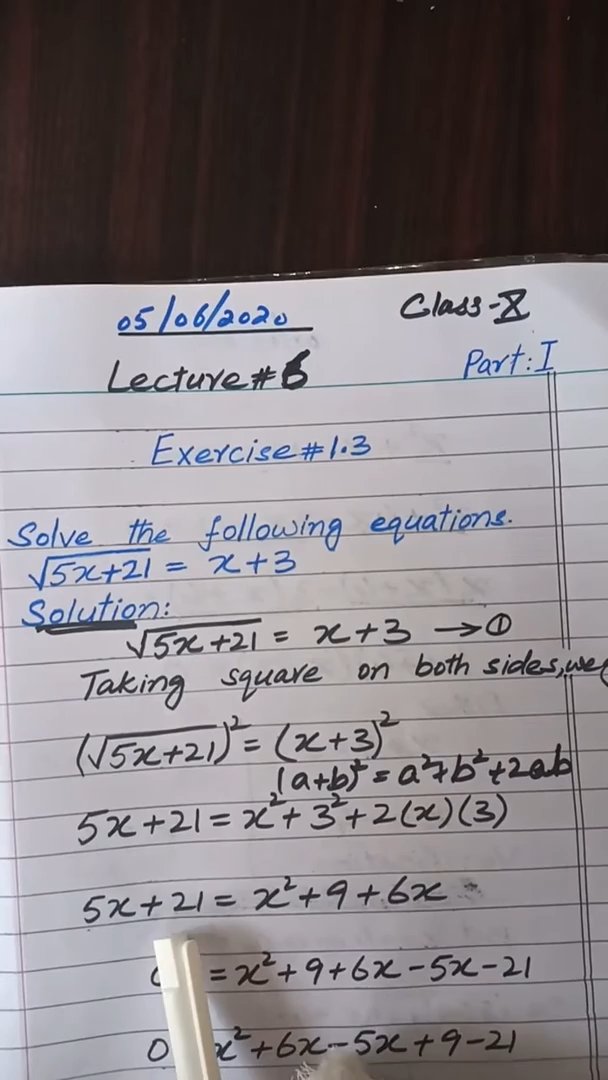 05/06/2020
Class-X
Lecture#6
Part:I
Exercise#1.3
Solve the following equations.
√5x+21 = x+3
Solution:
√5x+21 = x+3 → ①
Taking square on both sides, we
(√5x+21)² = (x+3)²
(a+b)² = a²+b²+2ab
5x+21 = x²+3²+2(x)(3)
5x+21 = x²+9+6x
= x²+9+6x-5x-21
0 x²+6x-5x+9-21